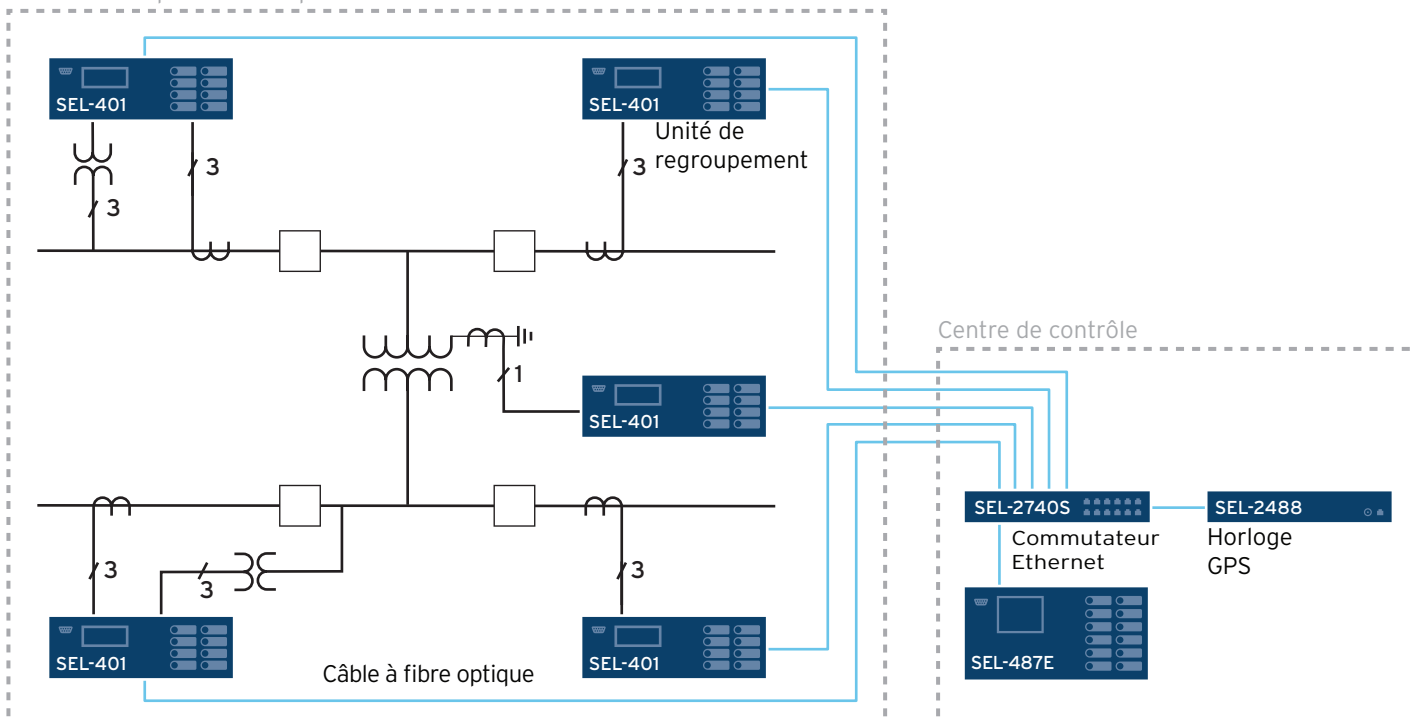 SEL-401
SEL-401
Unité de
regroupement
3
3
3
Centre de contrôle
1
SEL-401
SEL-2740S
SEL-2488
Commutateur
Ethernet
Horloge
GPS
3
3
3
SEL-401
SEL-401
SEL-487E
Câble à fibre optique